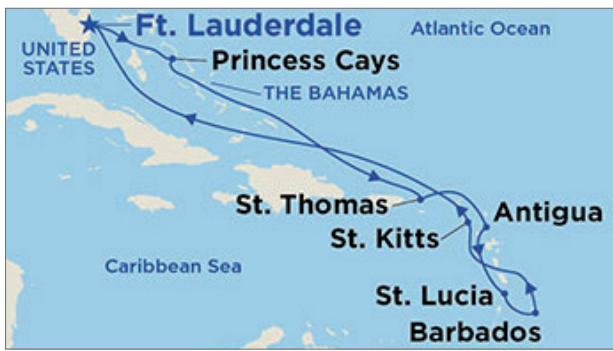 Ft. Lauderdale
Atlantic Ocean
UNITED
STATES
Princess Cays
THE BAHAMAS
St. Thomas
Antigua
St. Kitts
Caribbean Sea
St. Lucia
Barbados